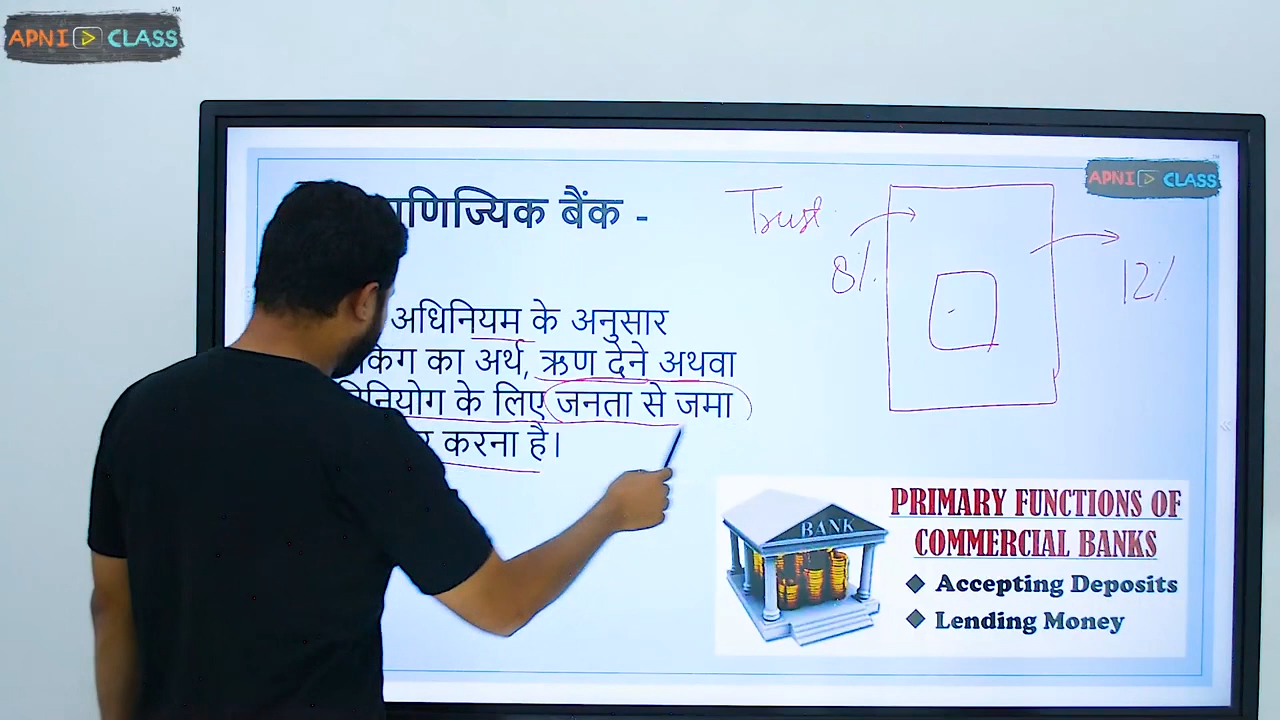 APNI CLASS
TM
APNI CLASS
बैंक -
Trust
8%
12%
अधिनियम के अनुसार
का अर्थ, ऋण देने अथवा
के लिए जनता से जमा
करना है।
BANK
PRIMARY FUNCTIONS OF
COMMERCIAL BANKS
❖ Accepting Deposits
❖ Lending Money